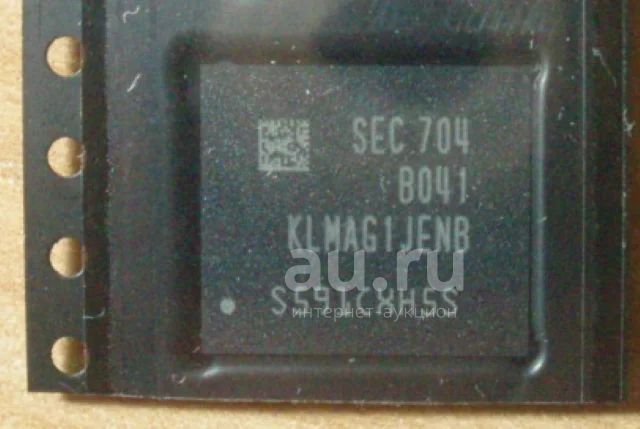 SEC 704
B041
KLMAG1JENB
au.ru
интернет-аукцион